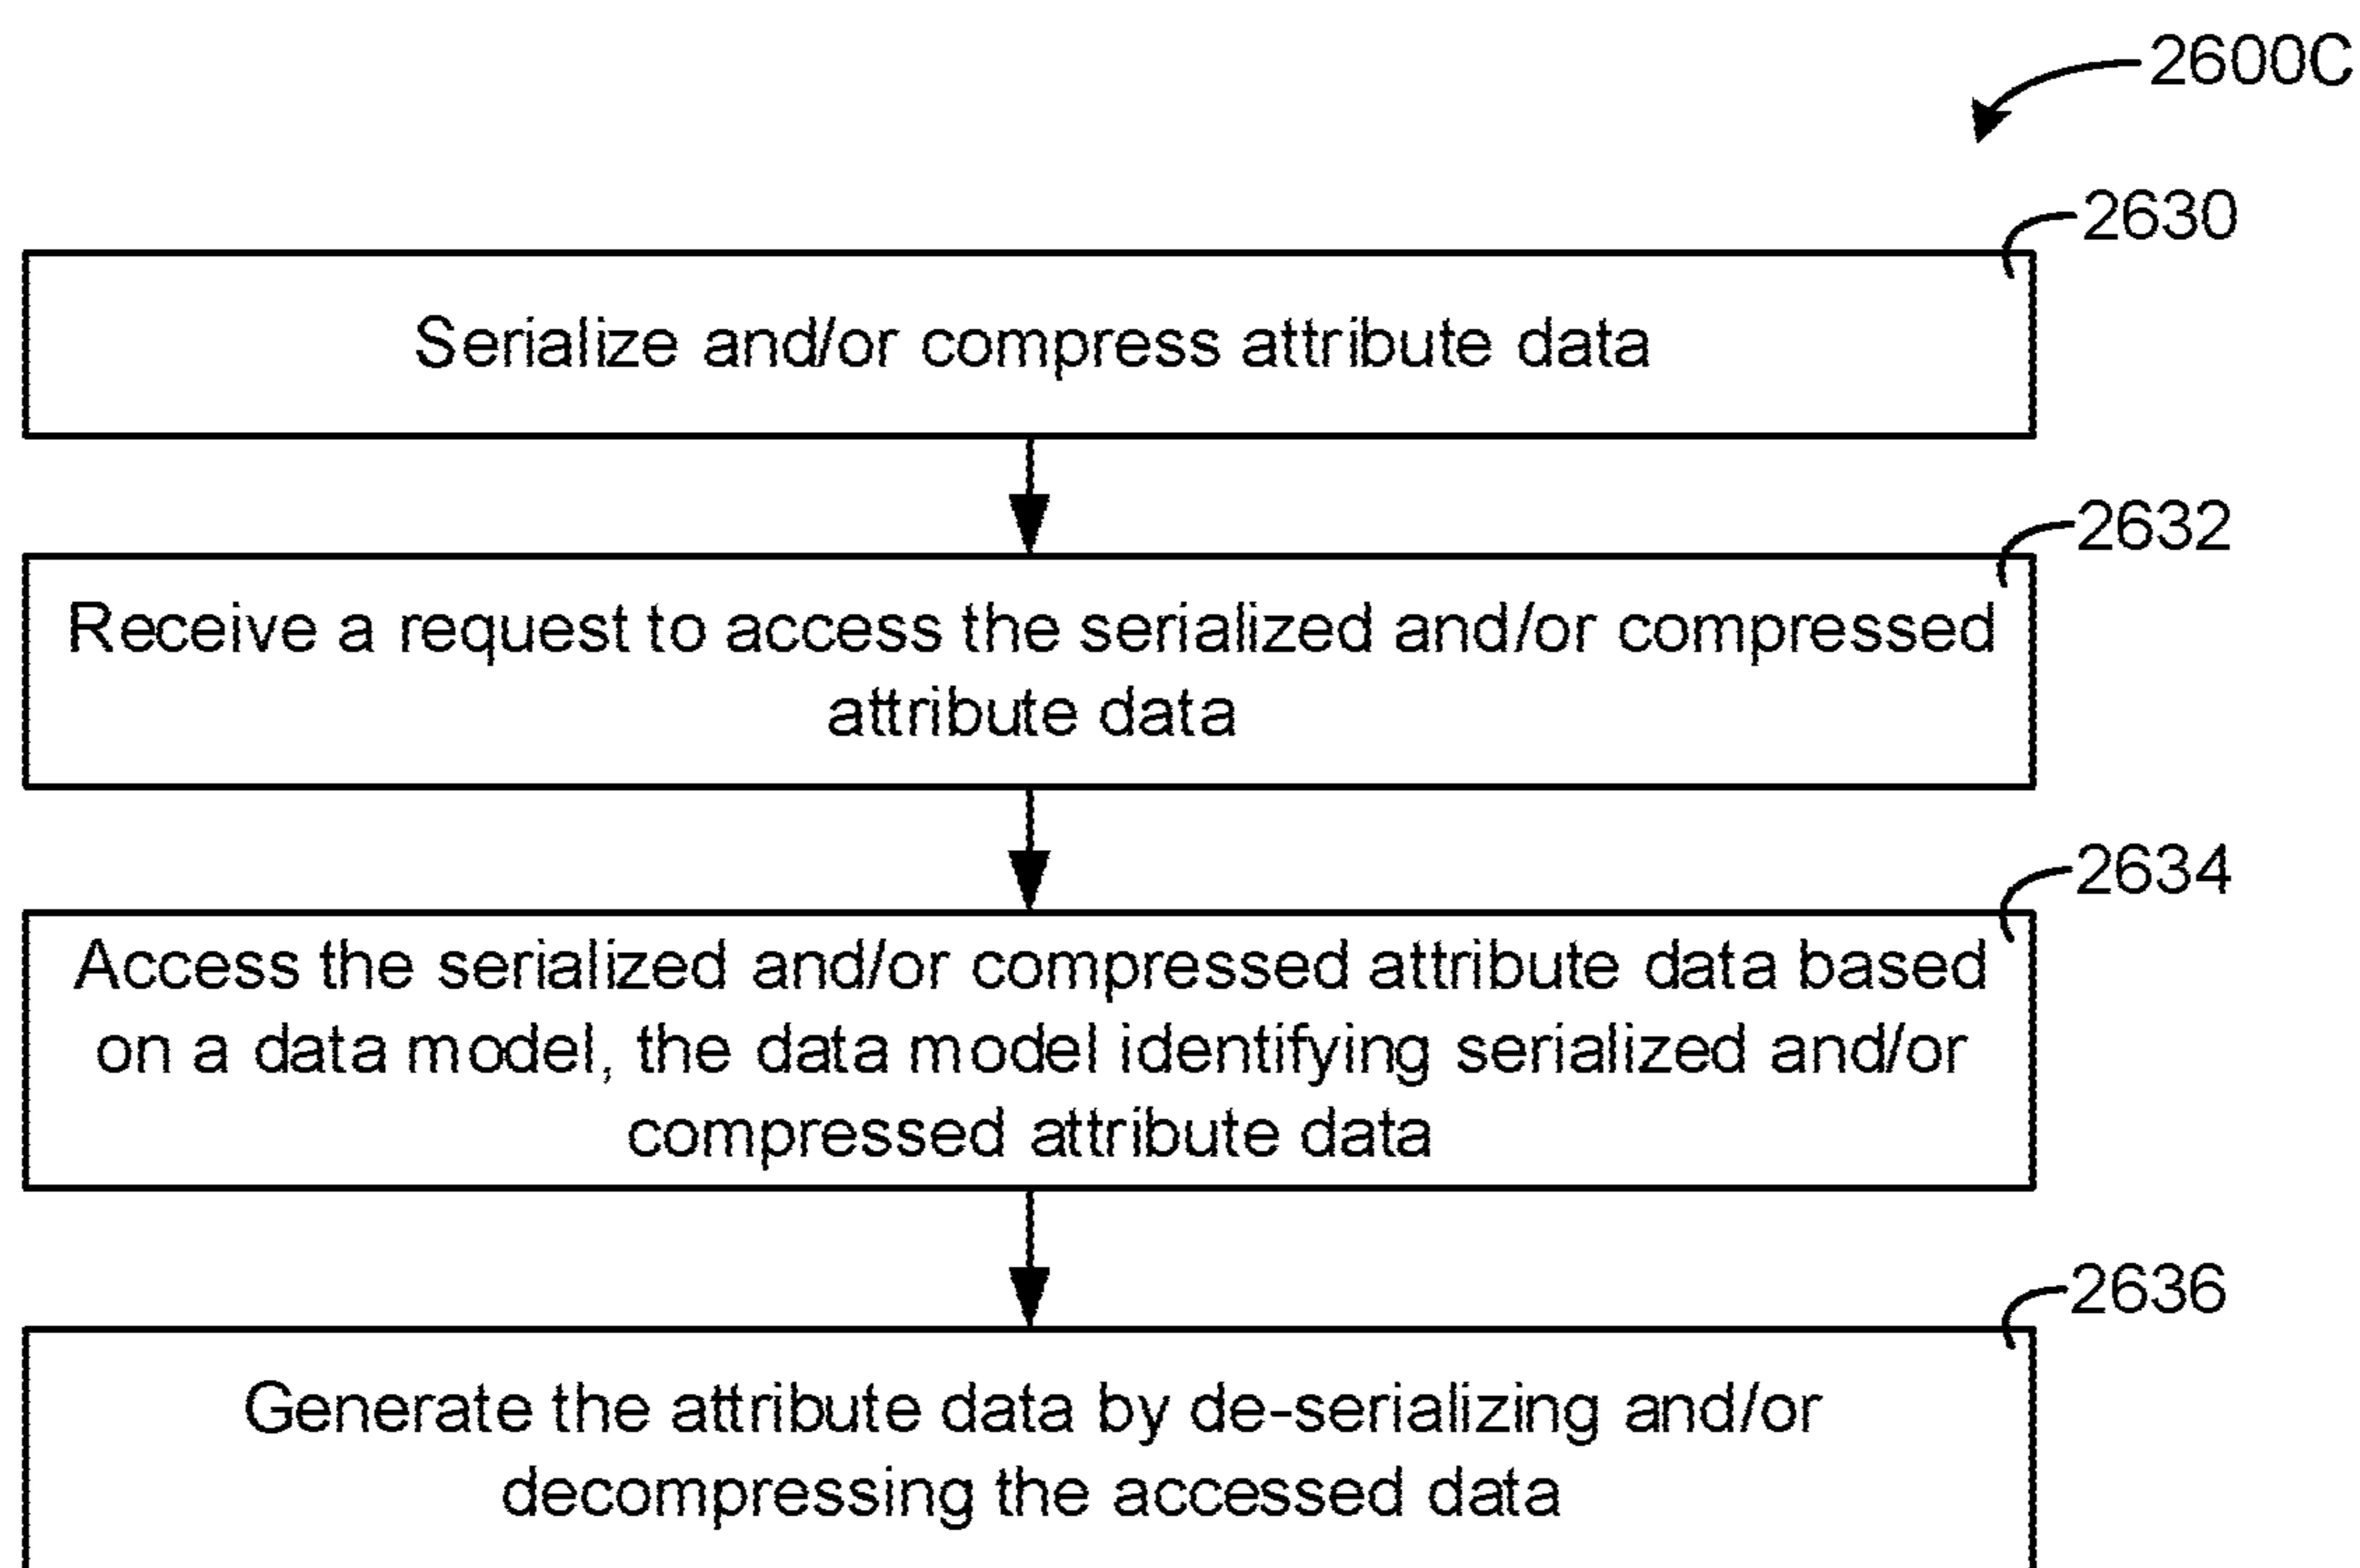 2600C
2630
Serialize and/or compress attribute data
2632
Receive a request to access the serialized and/or compressed
attribute data
2634
Access the serialized and/or compressed attribute data based
on a data model, the data model identifying serialized and/or
compressed attribute data
2636
Generate the attribute data by de-serializing and/or
decompressing the accessed data